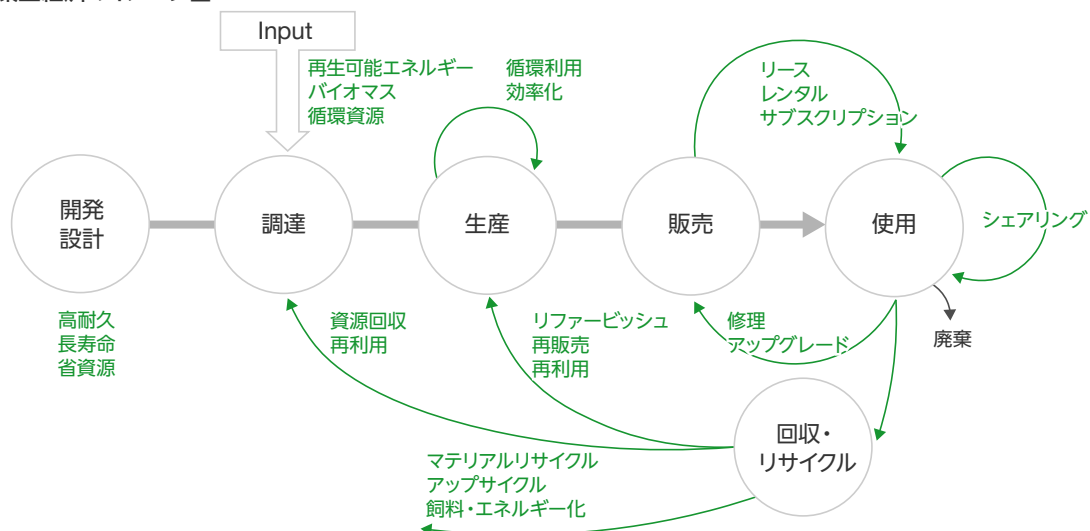 Input
再生可能エネルギー
バイオマス
循環資源
循環利用
効率化
リース
レンタル
サブスクリプション
開発
設計
調達
生産
販売
使用
シェアリング
高耐久
長寿命
省資源
資源回収
再利用
リファービッシュ
再販売
再利用
修理
アップグレード
廃棄
回収・
リサイクル
マテリアルリサイクル
アップサイクル
飼料・エネルギー化